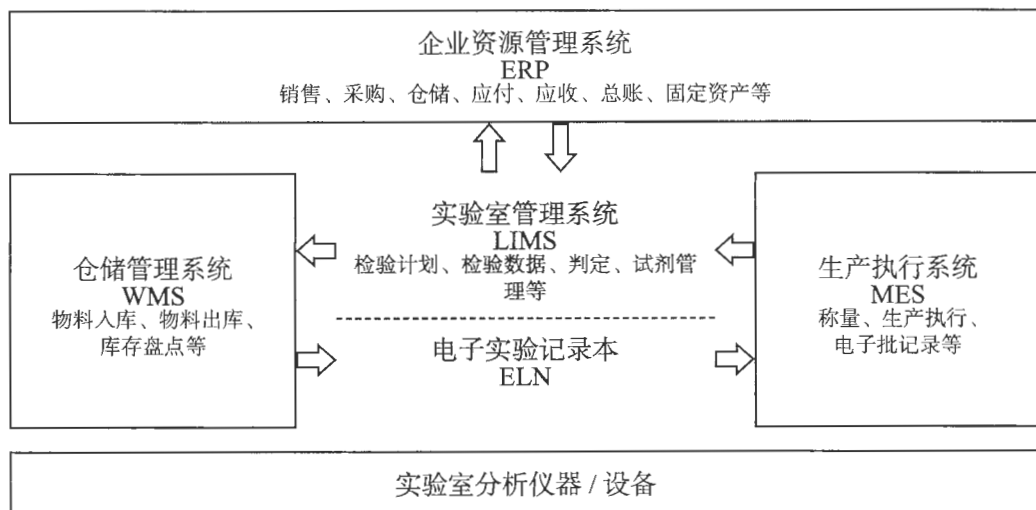 企业资源管理系统
ERP
销售、采购、仓储、应付、应收、总账、固定资产等
实验室管理系统
LIMS
检验计划、检验数据、判定、试剂管
理等
仓储管理系统
WMS
物料入库、物料出库、
库存盘点等
生产执行系统
MES
称量、生产执行、
电子批记录等
电子实验记录本
ELN
实验室分析仪器 / 设备